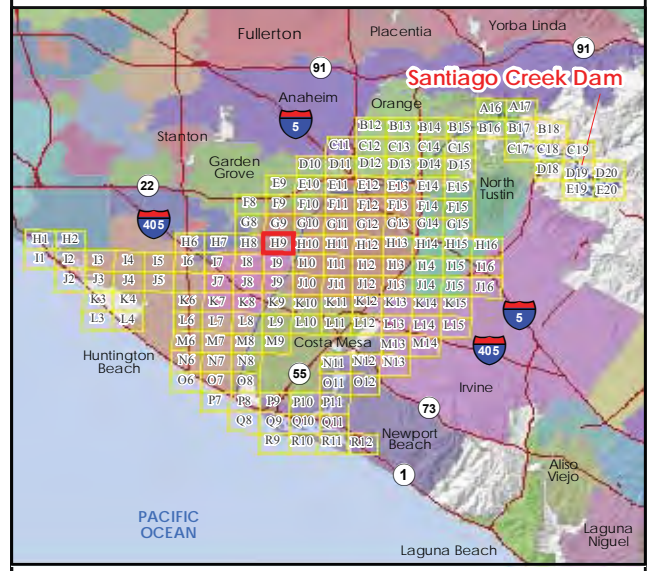 Fullerton
Placentia
Yorba Linda
91
91
Santiago Creek Dam
Anaheim
Orange
5
Stanton
Garden
Grove
North
Tustin
22
405
A16 A17
B12 B13 B14 B15 B16 B17 B18
C11 C12 C13 C14 C15 C17 C18 C19
D10 D11 D12 D13 D14 D15 D18 D19 D20
E9 E10 E11 E12 E13 E14 E15 E19 E20
F8 F9 F10 F11 F12 F13 F14 F15
G8 G9 G10 G11 G12 G13 G14 G15
H1 H2 H6 H7 H8 H9 H10 H11 H12 H13 H14 H15 H16
I1 I2 I3 I4 I5 I6 I7 I8 I9 I10 I11 I12 I13 I14 I15 I16
J2 J3 J4 J5 J7 J8 J9 J10 J11 J12 J13 J14 J15 J16
K3 K4 K6 K7 K8 K9 K10 K11 K12 K13 K14 K15
L3 L4 L6 L7 L8 L9 L10 L11 L12 L13 L14 L15
M6 M7 M8 M9 Costa Mesa M13 M14
N6 N7 N8 N11 N12 N13
O6 O7 O8 O11 O12
P7 P8 P9 P10 P11
Q8 Q9 Q10 Q11
R9 R10 R11 R12
5
405
Huntington
Beach
55
Irvine
73
Newport
Beach
1
Aliso
Viejo
PACIFIC
OCEAN
Laguna
Niguel
Laguna Beach